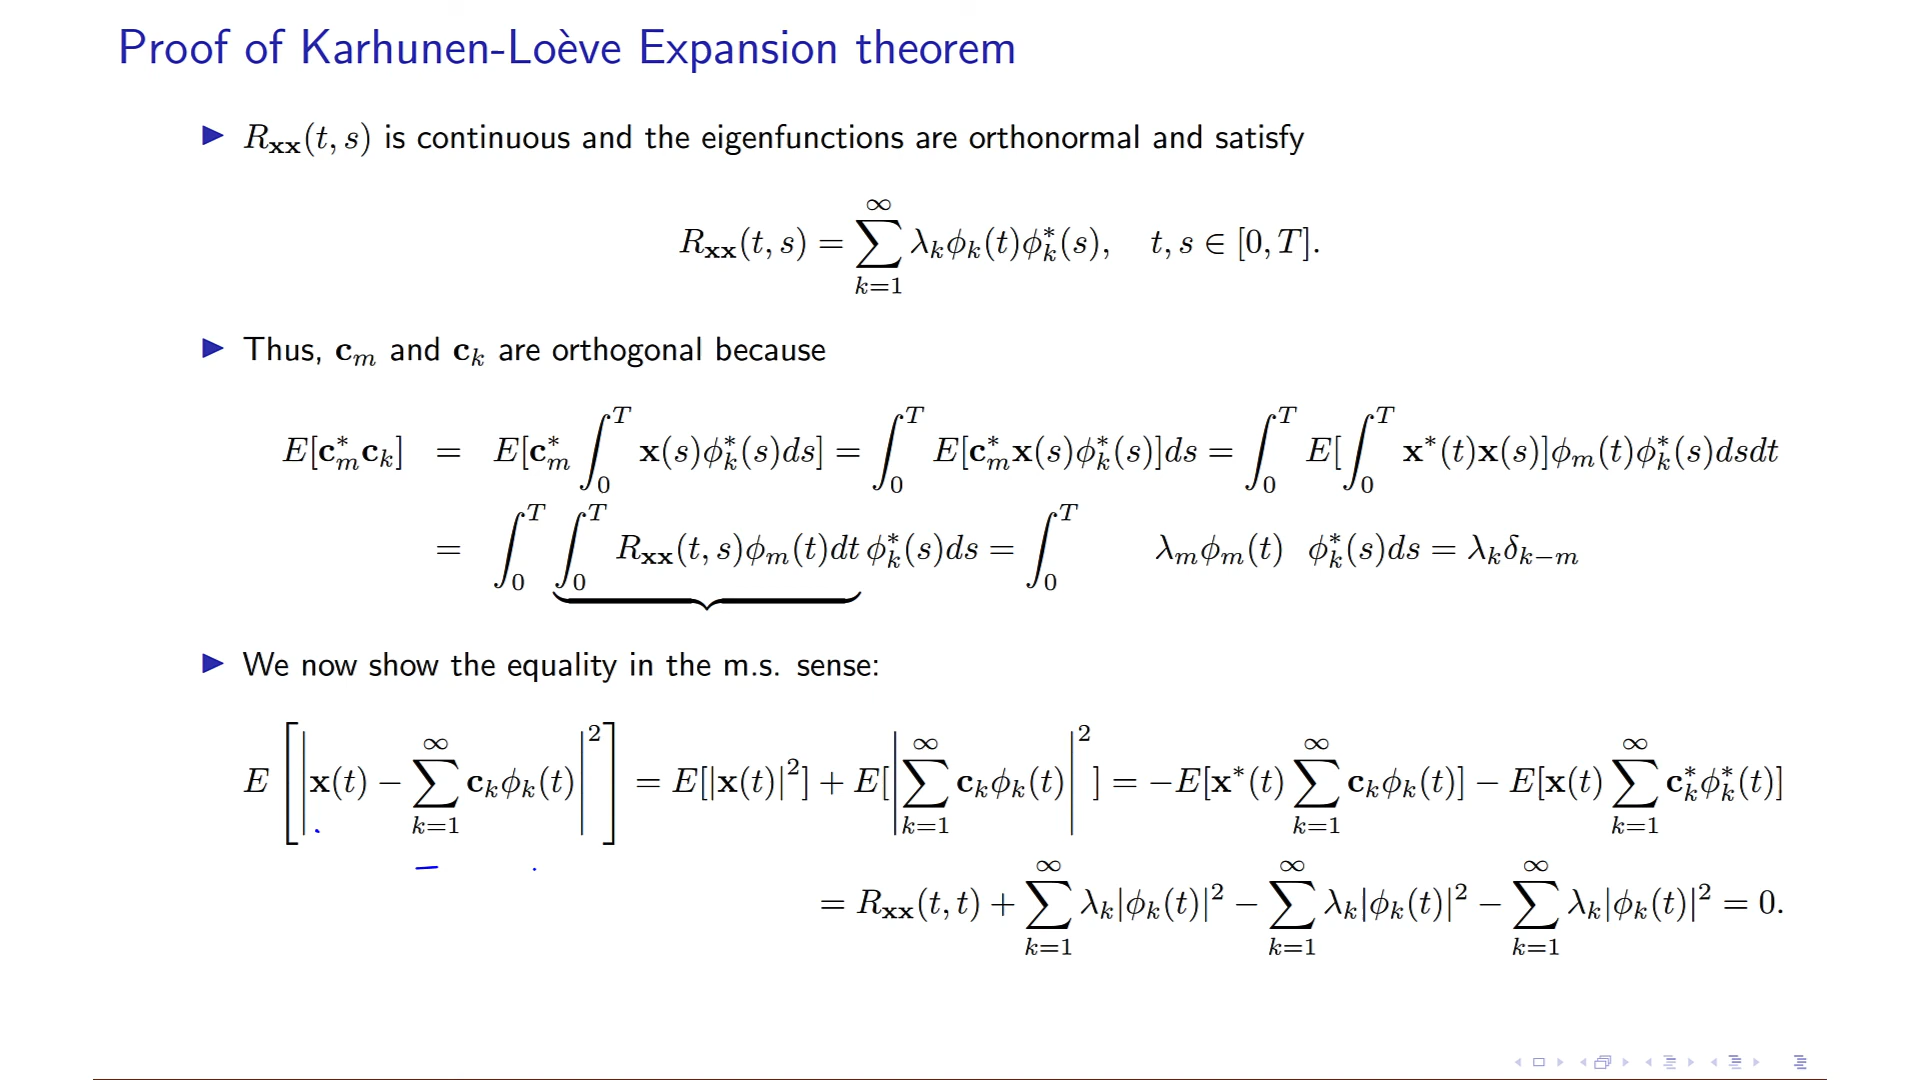 Proof of Karhunen-Loève Expansion theorem
▶ R_𝐱𝐱(t, s) is continuous and the eigenfunctions are orthonormal and satisfy
R_𝐱𝐱(t, s) = ∑_{k=1}^{∞} λ_k ϕ_k(t) ϕ_k^*(s),   t, s ∈ [0, T].
▶ Thus, 𝐜_m and 𝐜_k are orthogonal because
E[𝐜_m^* 𝐜_k] = E[𝐜_m^* ∫_0^T 𝐱(s) ϕ_k^*(s) ds] = ∫_0^T E[𝐜_m^* 𝐱(s) ϕ_k^*(s)] ds = ∫_0^T E[∫_0^T 𝐱^*(t) 𝐱(s)] ϕ_m(t) ϕ_k^*(s) ds dt
= ∫_0^T ∫_0^T R_𝐱𝐱(t, s) ϕ_m(t) dt ϕ_k^*(s) ds = ∫_0^T λ_m ϕ_m(t) ϕ_k^*(s) ds = λ_k δ_{k−m}
▶ We now show the equality in the m.s. sense:
E[|𝐱(t) − ∑_{k=1}^{∞} 𝐜_k ϕ_k(t)|^2] = E[|𝐱(t)|^2] + E[|∑_{k=1}^{∞} 𝐜_k ϕ_k(t)|^2] = −E[𝐱^*(t) ∑_{k=1}^{∞} 𝐜_k ϕ_k(t)] − E[𝐱(t) ∑_{k=1}^{∞} 𝐜_k^* ϕ_k^*(t)]
= R_𝐱𝐱(t, t) + ∑_{k=1}^{∞} λ_k |ϕ_k(t)|^2 − ∑_{k=1}^{∞} λ_k |ϕ_k(t)|^2 − ∑_{k=1}^{∞} λ_k |ϕ_k(t)|^2 = 0.